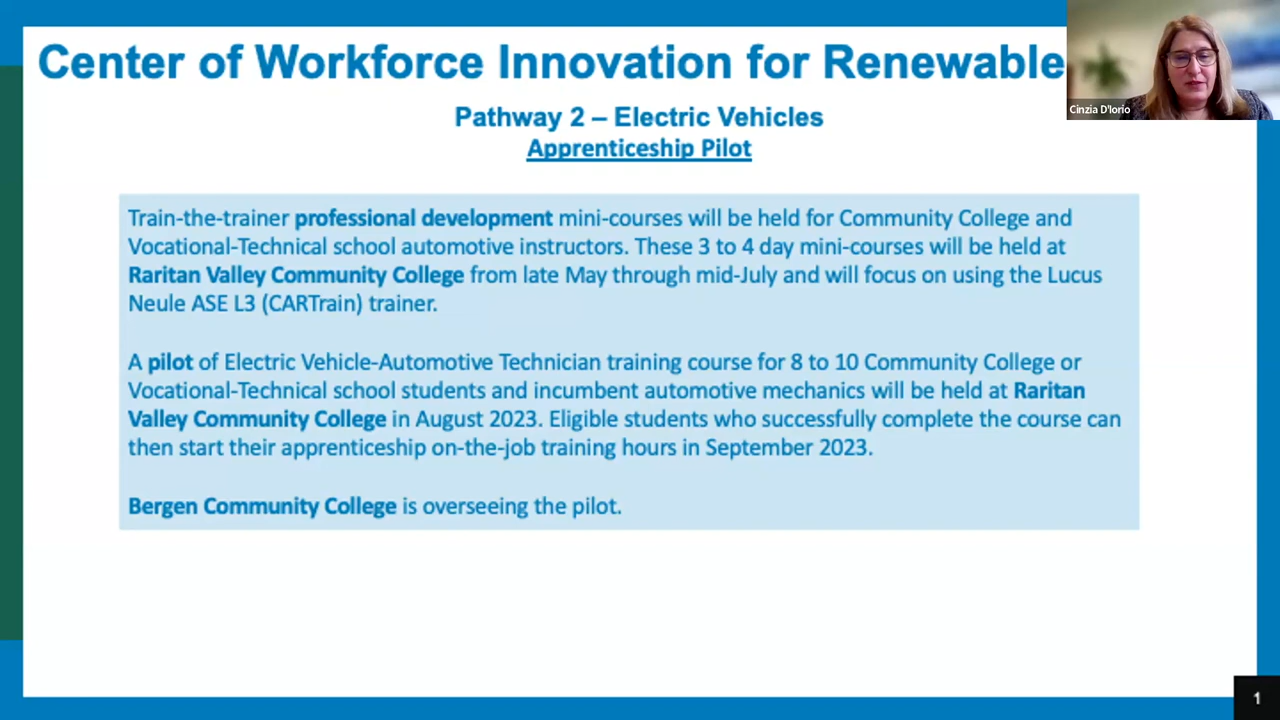 Center of Workforce Innovation for Renewable
Cinzia D'Iorio
Pathway 2 – Electric Vehicles
Apprenticeship Pilot
Train-the-trainer professional development mini-courses will be held for Community College and
Vocational-Technical school automotive instructors. These 3 to 4 day mini-courses will be held at
Raritan Valley Community College from late May through mid-July and will focus on using the Lucus
Neule ASE L3 (CARTrain) trainer.
A pilot of Electric Vehicle-Automotive Technician training course for 8 to 10 Community College or
Vocational-Technical school students and incumbent automotive mechanics will be held at Raritan
Valley Community College in August 2023. Eligible students who successfully complete the course can
then start their apprenticeship on-the-job training hours in September 2023.
Bergen Community College is overseeing the pilot.
1